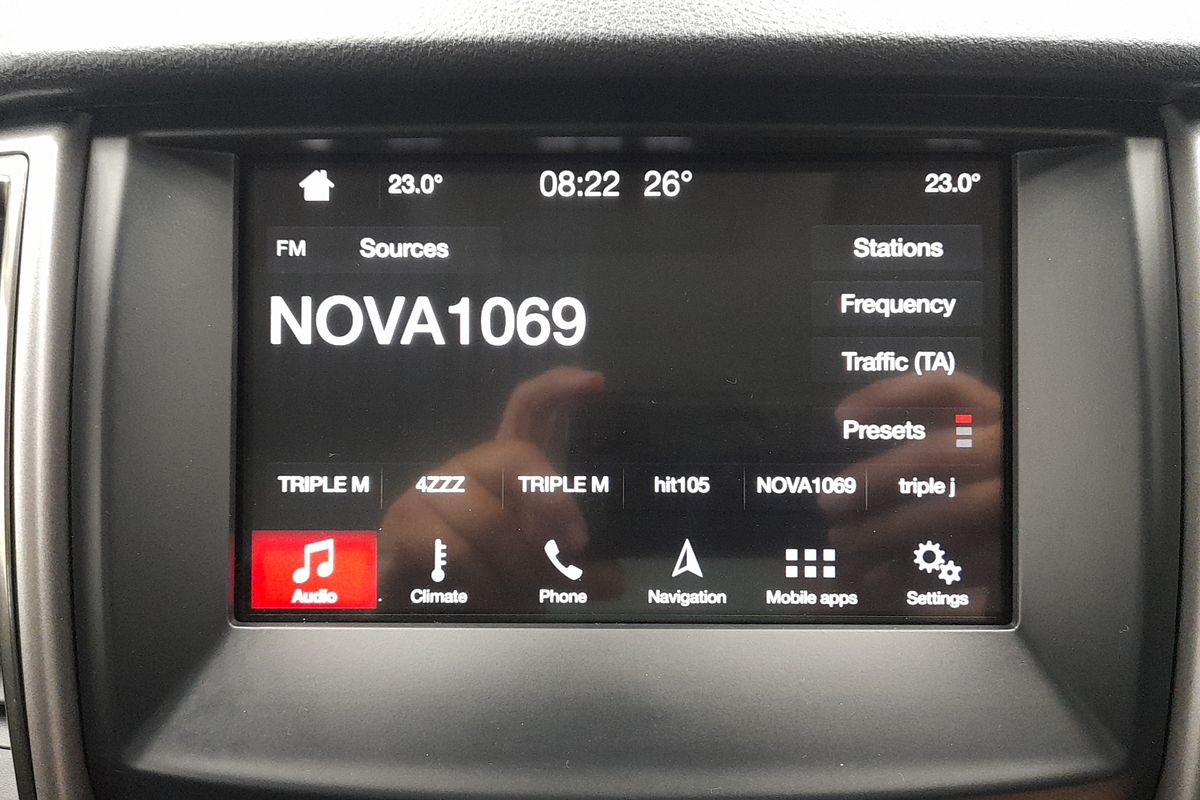 23.0° 08:22 26° 23.0°
FM Sources Stations
NOVA1069 Frequency
Traffic (TA)
Presets
TRIPLE M 4ZZZ TRIPLE M hit105 NOVA1069 triple j
Audio Climate Phone Navigation Mobile apps Settings